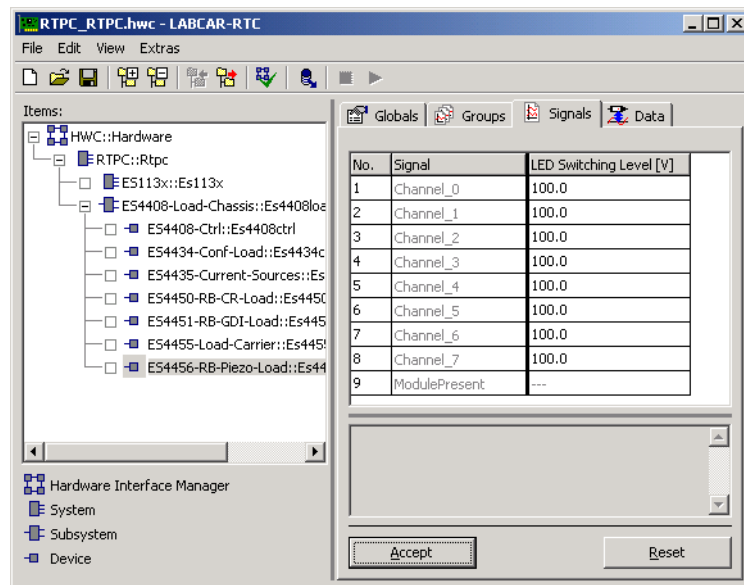 RTPC_RTPC.hwc - LABCAR-RTC
File Edit View Extras
Items:
HWC::Hardware
RTPC::Rtpc
ES113x::Es113x
ES4408-Load-Chassis::Es4408loa
ES4408-Ctrl::Es4408ctrl
ES4434-Conf-Load::Es4434c
ES4435-Current-Sources::Es
ES4450-RB-CR-Load::Es4450
ES4451-RB-GDI-Load::Es445
ES4455-Load-Carrier::Es445
ES4456-RB-Piezo-Load::Es44
Hardware Interface Manager
System
Subsystem
Device
Globals Groups Signals Data
No. Signal LED Switching Level [V]
1 Channel_0 100.0
2 Channel_1 100.0
3 Channel_2 100.0
4 Channel_3 100.0
5 Channel_4 100.0
6 Channel_5 100.0
7 Channel_6 100.0
8 Channel_7 100.0
9 ModulePresent ---
Accept Reset